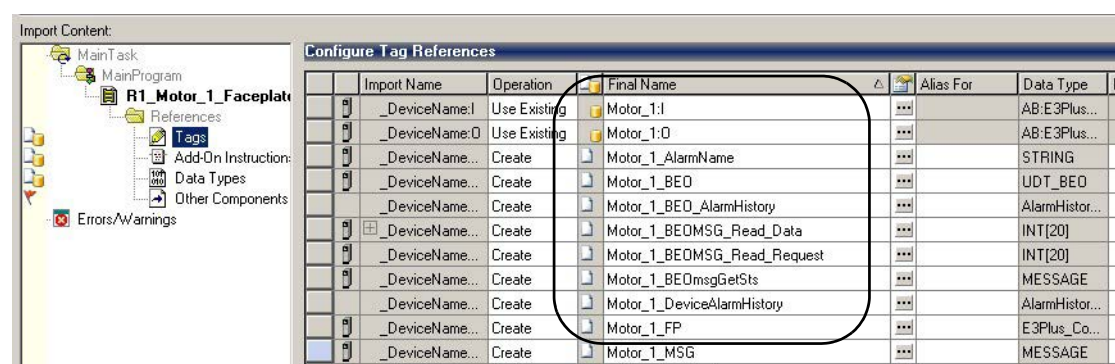 Import Content:
MainTask
MainProgram
R1_Motor_1_Faceplate
References
Tags
Add-On Instruction:
Data Types
Other Components
Errors/Warnings
Configure Tag References
Import Name Operation Final Name Alias For Data Type
_DeviceName:I Use Existing Motor_1:I ... AB:E3Plus...
_DeviceName:O Use Existing Motor_1:O ... AB:E3Plus...
_DeviceName... Create Motor_1_AlarmName ... STRING
_DeviceName... Create Motor_1_BEO ... UDT_BEO
_DeviceName... Create Motor_1_BEO_AlarmHistory ... AlarmHistor...
_DeviceName... Create Motor_1_BEOMSG_Read_Data ... INT[20]
_DeviceName... Create Motor_1_BEOMSG_Read_Request ... INT[20]
_DeviceName... Create Motor_1_BEOmsgGetSts ... MESSAGE
_DeviceName... Create Motor_1_DeviceAlarmHistory ... AlarmHistor...
_DeviceName... Create Motor_1_FP ... E3Plus_Co...
_DeviceName... Create Motor_1_MSG ... MESSAGE